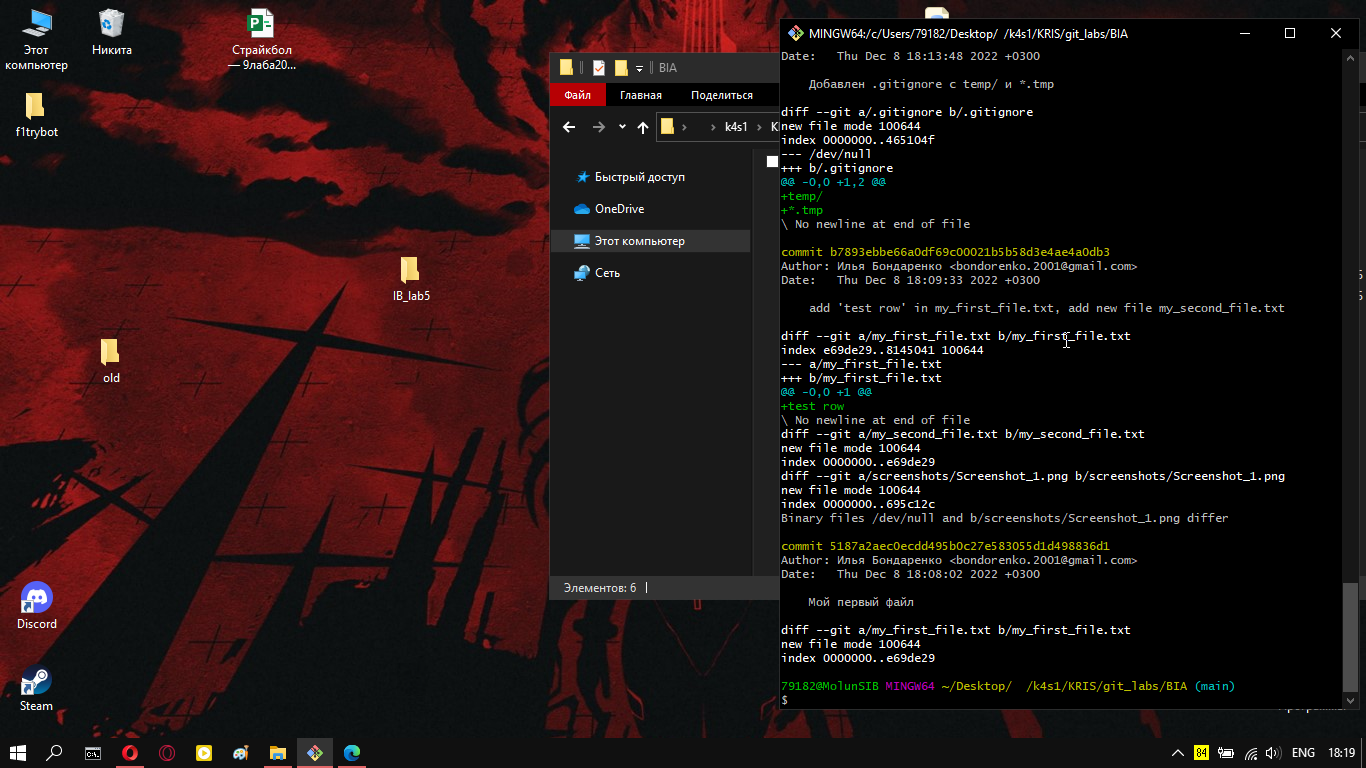 Этот
компьютер
Никита
Страйкбол
— 9лаба20...
f1trybot
IB_lab5
old
Discord
Steam
BIA
Файл
Главная
Поделиться
k4s1
Быстрый доступ
OneDrive
Этот компьютер
Сеть
Элементов: 6
MINGW64:/c/Users/79182/Desktop/ /k4s1/KRIS/git_labs/BIA
Date:   Thu Dec 8 18:13:48 2022 +0300
Добавлен .gitignore с temp/ и *.tmp
diff --git a/.gitignore b/.gitignore
new file mode 100644
index 0000000..465104f
--- /dev/null
+++ b/.gitignore
@@ -0,0 +1,2 @@
+temp/
+*.tmp
\ No newline at end of file
commit b7893ebbe66a0df69c00021b5b58d3e4ae4a0db3
Author: Илья Бондаренко <bondorenko.2001@gmail.com>
Date:   Thu Dec 8 18:09:33 2022 +0300
add 'test row' in my_first_file.txt, add new file my_second_file.txt
diff --git a/my_first_file.txt b/my_first_file.txt
index e69de29..8145041 100644
--- a/my_first_file.txt
+++ b/my_first_file.txt
@@ -0,0 +1 @@
+test row
\ No newline at end of file
diff --git a/my_second_file.txt b/my_second_file.txt
new file mode 100644
index 0000000..e69de29
diff --git a/screenshots/Screenshot_1.png b/screenshots/Screenshot_1.png
new file mode 100644
index 0000000..695c12c
Binary files /dev/null and b/screenshots/Screenshot_1.png differ
commit 5187a2aec0ecdd495b0c27e583055d1d498836d1
Author: Илья Бондаренко <bondorenko.2001@gmail.com>
Date:   Thu Dec 8 18:08:02 2022 +0300
Мой первый файл
diff --git a/my_first_file.txt b/my_first_file.txt
new file mode 100644
index 0000000..e69de29
79182@MolunSIB MINGW64 ~/Desktop/  /k4s1/KRIS/git_labs/BIA (main)
$
84
ENG
18:19